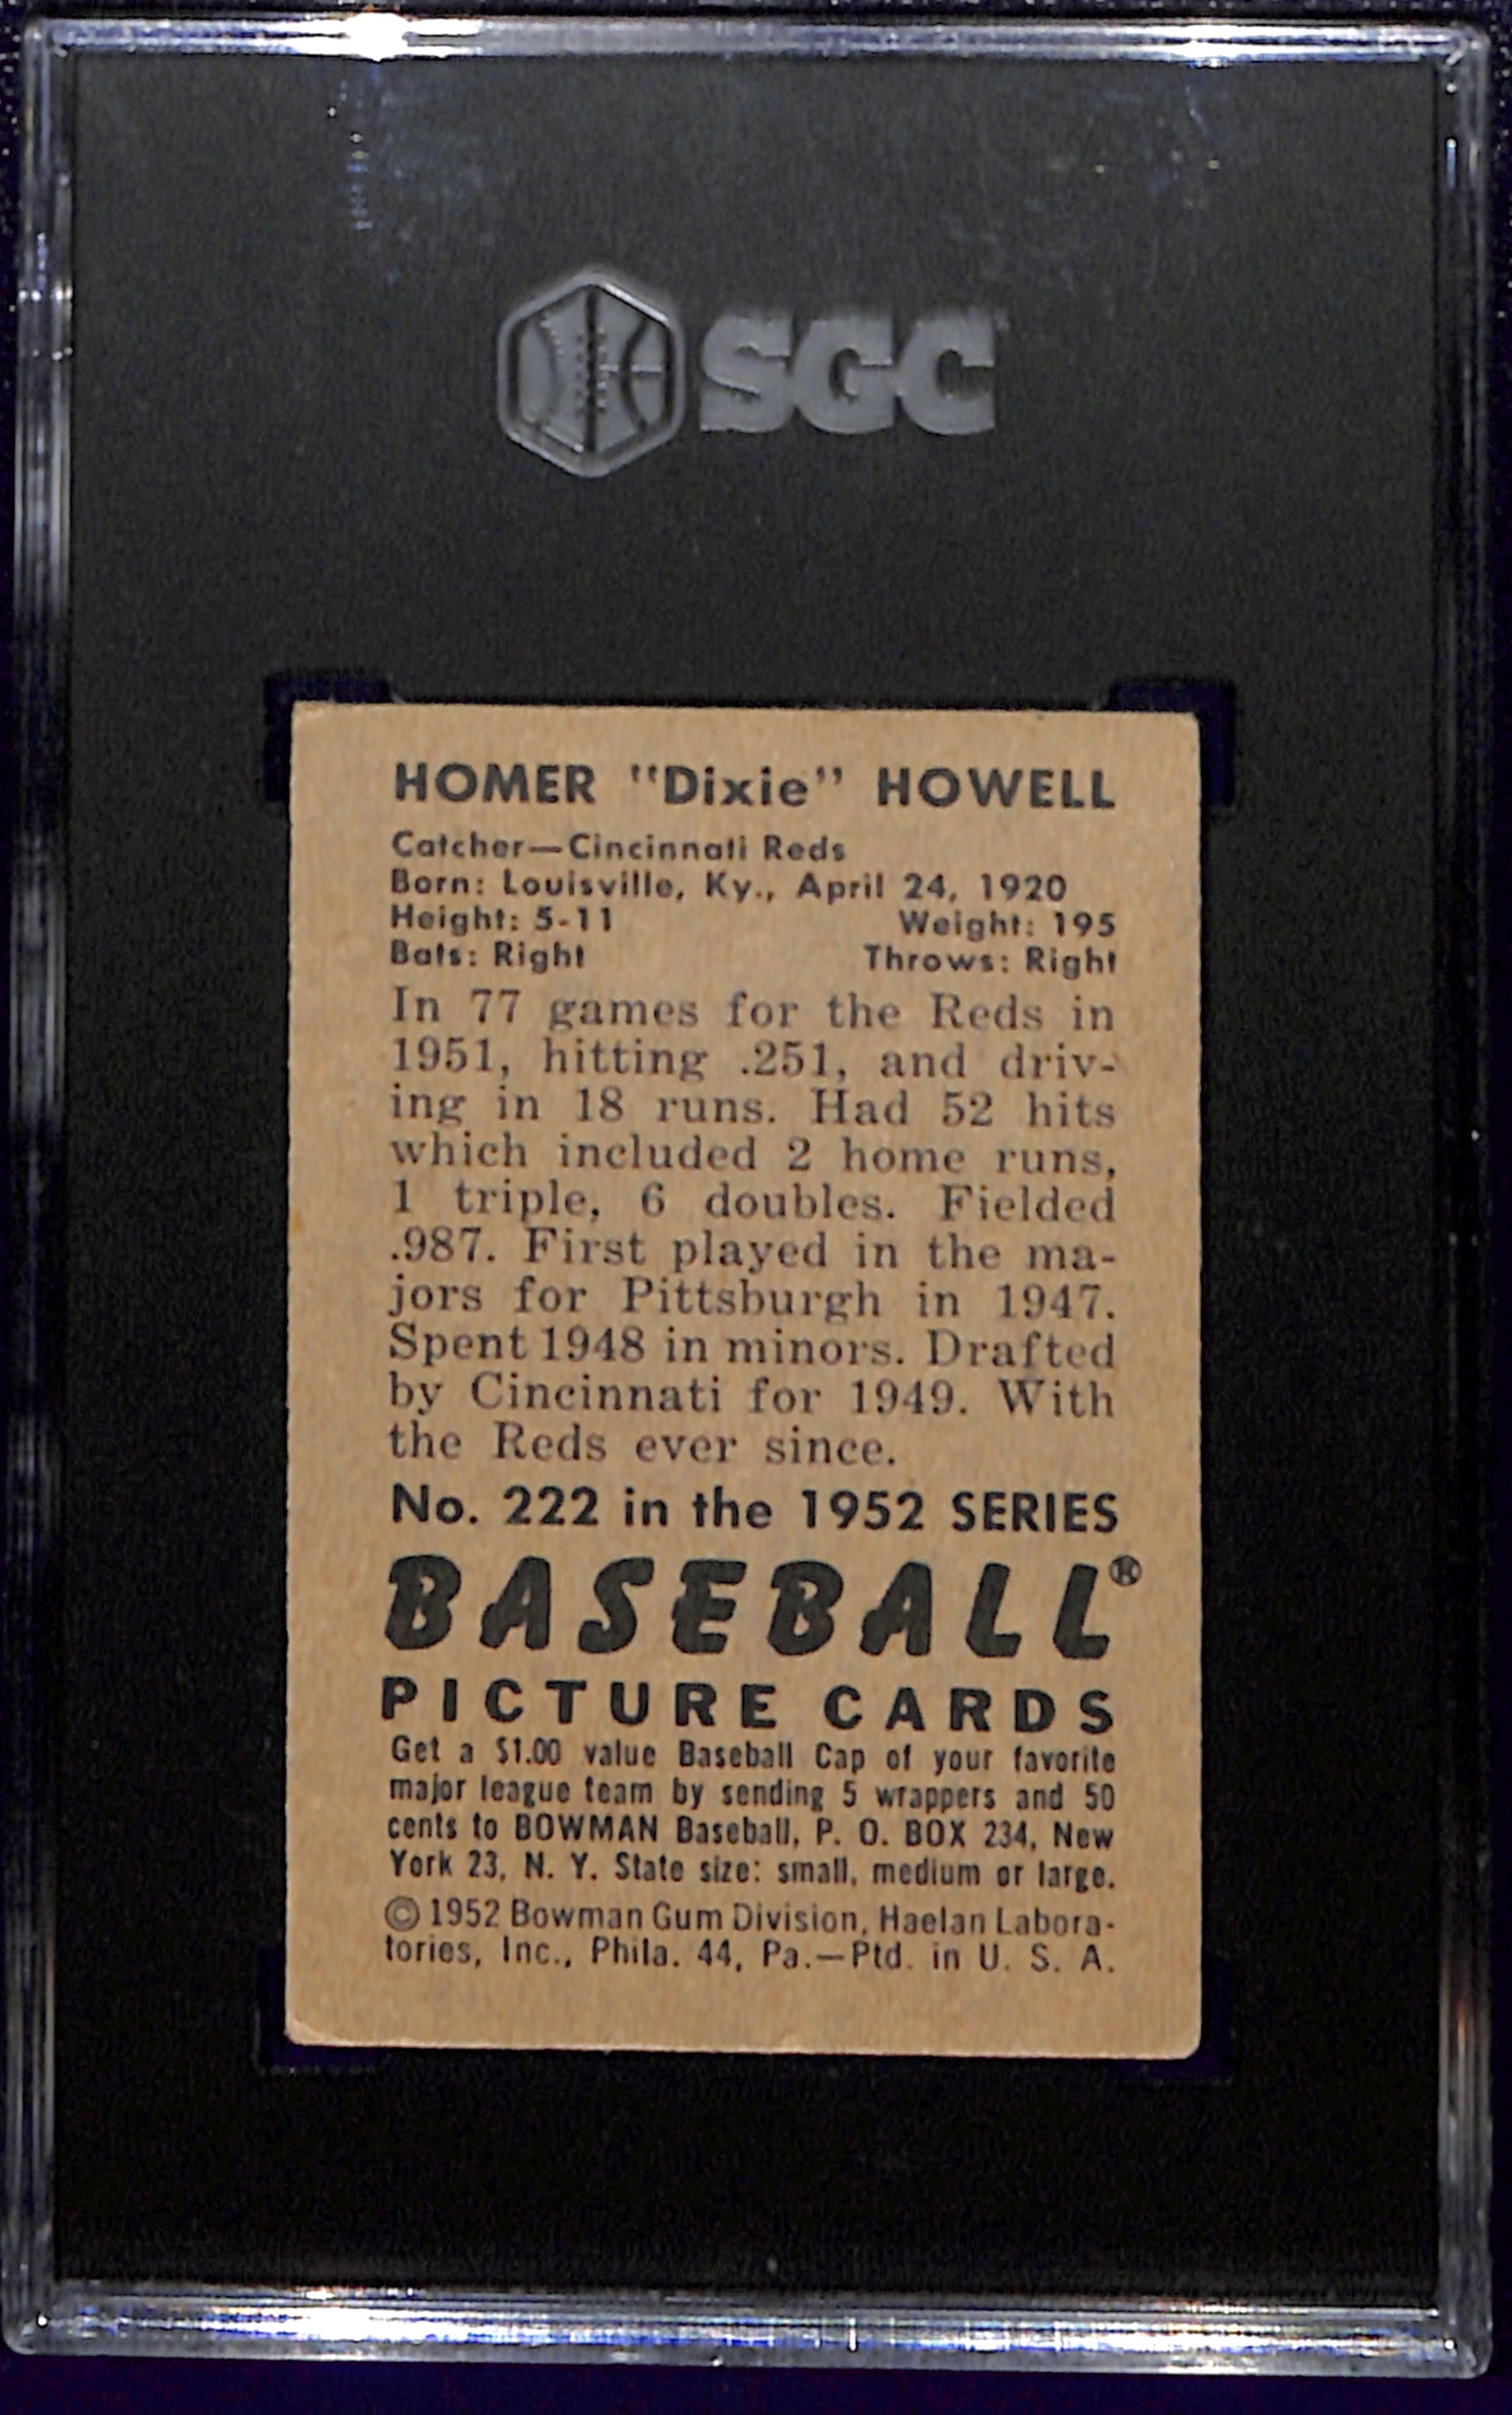 SGC
HOMER "Dixie" HOWELL
Catcher—Cincinnati Reds
Born: Louisville, Ky., April 24, 1920
Height: 5-11 Weight: 195
Bats: Right Throws: Right
In 77 games for the Reds in
1951, hitting .251, and driv-
ing in 18 runs. Had 52 hits
which included 2 home runs,
1 triple, 6 doubles. Fielded
.987. First played in the ma-
jors for Pittsburgh in 1947.
Spent 1948 in minors. Drafted
by Cincinnati for 1949. With
the Reds ever since.
No. 222 in the 1952 SERIES
BASEBALL®
PICTURE CARDS
Get a $1.00 value Baseball Cap of your favorite
major league team by sending 5 wrappers and 50
cents to BOWMAN Baseball, P. O. BOX 234, New
York 23, N. Y. State size: small, medium or large.
© 1952 Bowman Gum Division, Haelan Labora-
tories, Inc., Phila. 44, Pa.—Ptd. in U. S. A.